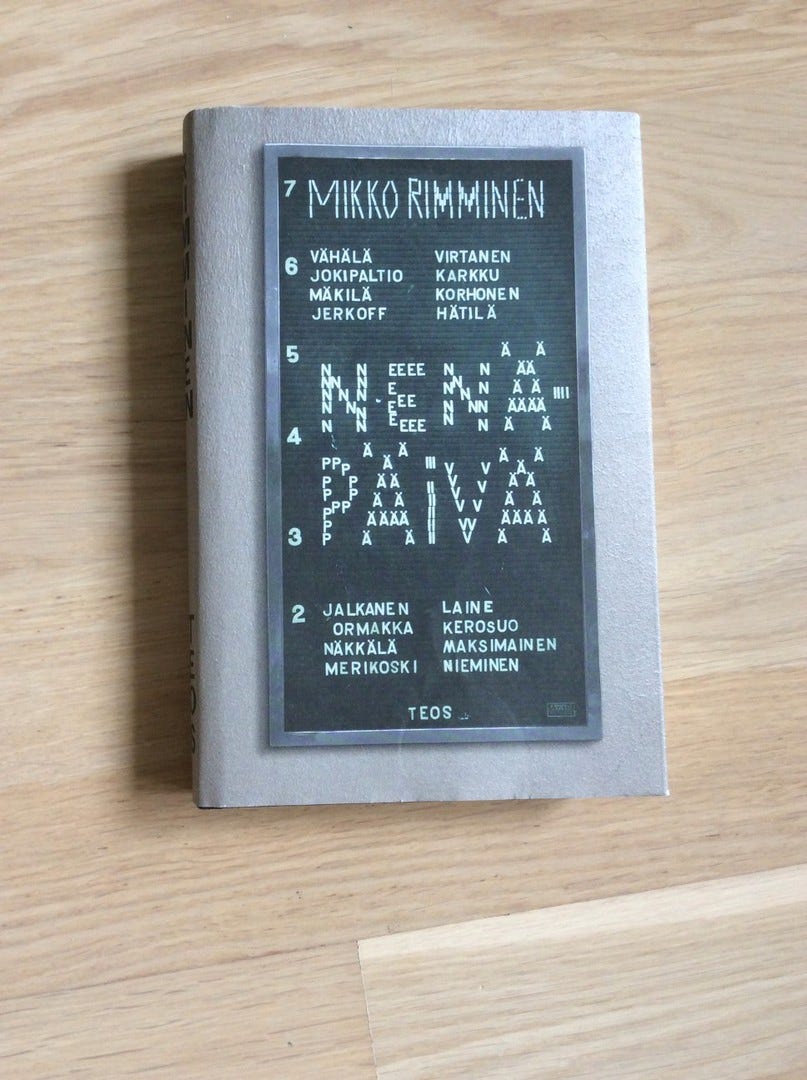 7 MIKKO RIMMINEN
6
VÄHÄLÄ VIRTANEN
JOKIPALTIO KARKKU
MÄKILÄ KORHONEN
JERKOFF HÄTILÄ
5
NENÄ-
4
PÄIVÄ
3
2 JALKANEN LAINE
ORMAKKA KEROSUO
NÄKKÄLÄ MAKSIMAINEN
MERIKOSKI NIEMINEN
TEOS
TEOS